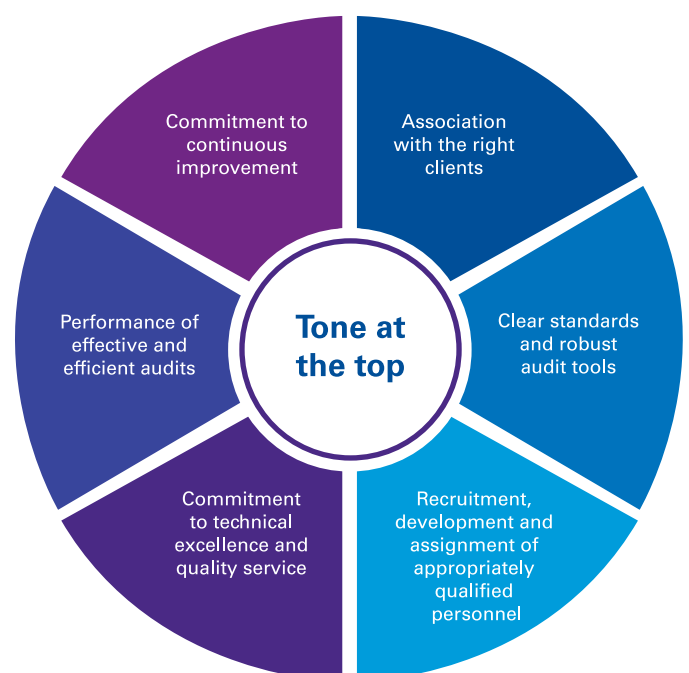 Commitment to
continuous
improvement
Association
with the right
clients
Performance of
effective and
efficient audits
Tone at
the top
Clear standards
and robust
audit tools
Commitment
to technical
excellence and
quality service
Recruitment,
development and
assignment of
appropriately
qualified
personnel